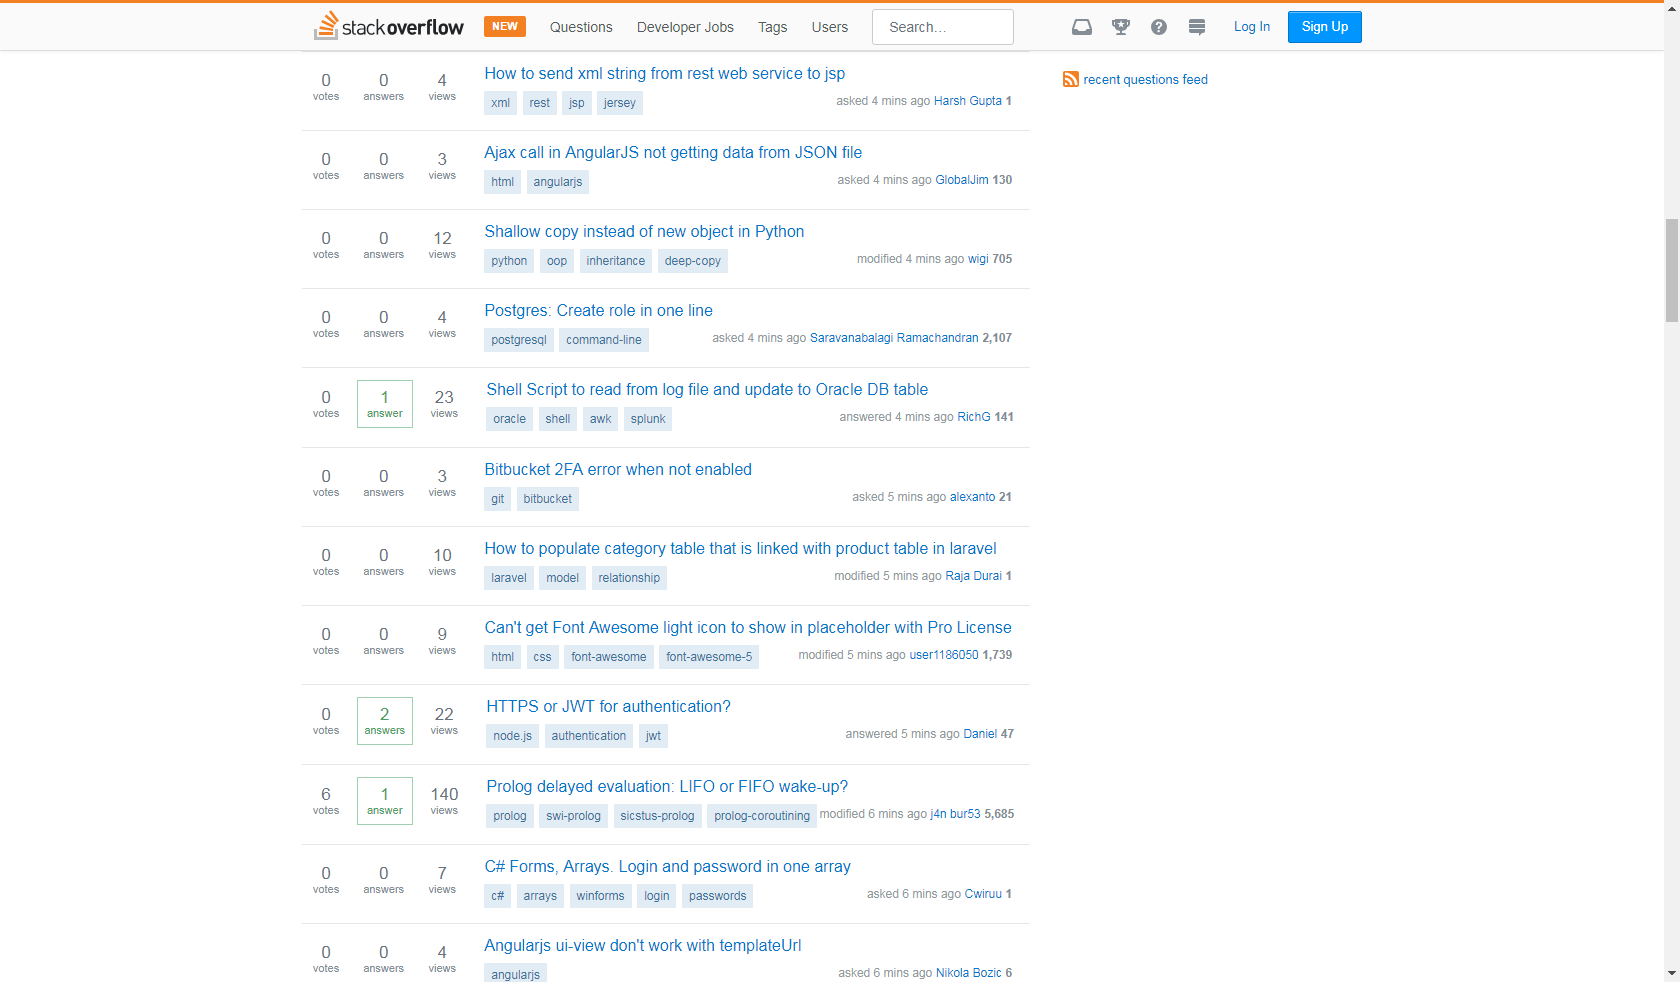 stackoverflow NEW Questions Developer Jobs Tags Users Search... Log In Sign Up
0 votes 0 answers 4 views How to send xml string from rest web service to jsp
xml rest jsp jersey asked 4 mins ago Harsh Gupta 1
recent questions feed
0 votes 0 answers 3 views Ajax call in AngularJS not getting data from JSON file
html angularjs asked 4 mins ago GlobalJim 130
0 votes 0 answers 12 views Shallow copy instead of new object in Python
python oop inheritance deep-copy modified 4 mins ago wigi 705
0 votes 0 answers 4 views Postgres: Create role in one line
postgresql command-line asked 4 mins ago Saravanabalagi Ramachandran 2,107
0 votes 1 answer 23 views Shell Script to read from log file and update to Oracle DB table
oracle shell awk splunk answered 4 mins ago RichG 141
0 votes 0 answers 3 views Bitbucket 2FA error when not enabled
git bitbucket asked 5 mins ago alexanto 21
0 votes 0 answers 10 views How to populate category table that is linked with product table in laravel
laravel model relationship modified 5 mins ago Raja Durai 1
0 votes 0 answers 9 views Can't get Font Awesome light icon to show in placeholder with Pro License
html css font-awesome font-awesome-5 modified 5 mins ago user1186050 1,739
0 votes 2 answers 22 views HTTPS or JWT for authentication?
node.js authentication jwt answered 5 mins ago Daniel 47
6 votes 1 answer 140 views Prolog delayed evaluation: LIFO or FIFO wake-up?
prolog swi-prolog sicstus-prolog prolog-coroutining modified 6 mins ago j4n bur53 5,685
0 votes 0 answers 7 views C# Forms, Arrays. Login and password in one array
c# arrays winforms login passwords asked 6 mins ago Cwiruu 1
0 votes 0 answers 4 views Angularjs ui-view don't work with templateUrl
angularjs asked 6 mins ago Nikola Bozic 6